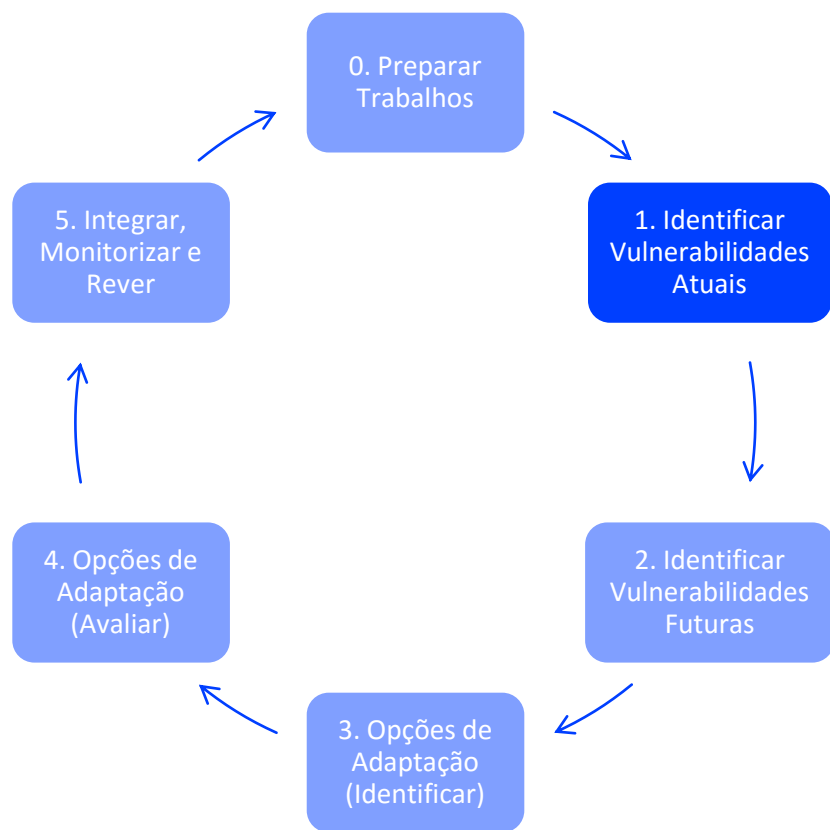 0. Preparar
Trabalhos
1. Identificar
Vulnerabilidades
Atuais
2. Identificar
Vulnerabilidades
Futuras
3. Opções de
Adaptação
(Identificar)
4. Opções de
Adaptação
(Avaliar)
5. Integrar,
Monitorizar e
Rever